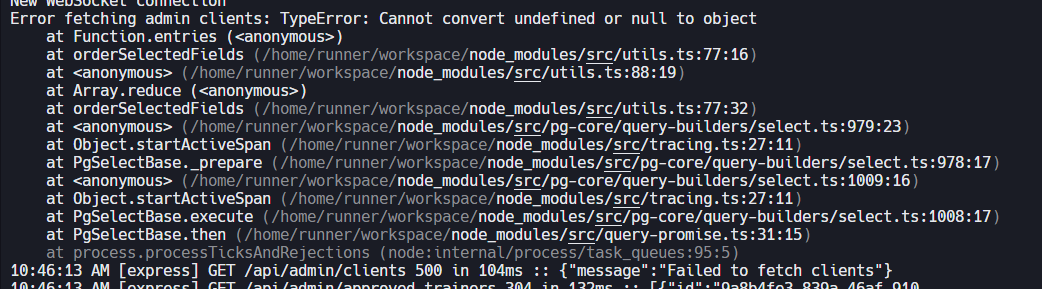 New WebSocket connection
Error fetching admin clients: TypeError: Cannot convert undefined or null to object
at Function.entries (<anonymous>)
at orderSelectedFields (/home/runner/workspace/node_modules/src/utils.ts:77:16)
at <anonymous> (/home/runner/workspace/node_modules/src/utils.ts:88:19)
at Array.reduce (<anonymous>)
at orderSelectedFields (/home/runner/workspace/node_modules/src/utils.ts:77:32)
at <anonymous> (/home/runner/workspace/node_modules/src/pg-core/query-builders/select.ts:979:23)
at Object.startActiveSpan (/home/runner/workspace/node_modules/src/tracing.ts:27:11)
at PgSelectBase._prepare (/home/runner/workspace/node_modules/src/pg-core/query-builders/select.ts:978:17)
at <anonymous> (/home/runner/workspace/node_modules/src/pg-core/query-builders/select.ts:1009:16)
at Object.startActiveSpan (/home/runner/workspace/node_modules/src/tracing.ts:27:11)
at PgSelectBase.execute (/home/runner/workspace/node_modules/src/pg-core/query-builders/select.ts:1008:17)
at PgSelectBase.then (/home/runner/workspace/node_modules/src/query-promise.ts:31:15)
at process.processTicksAndRejections (node:internal/process/task_queues:95:5)
10:46:13 AM [express] GET /api/admin/clients 500 in 104ms :: {"message":"Failed to fetch clients"}
10:46:13 AM [express] GET /api/admin/approved-trainers 304 in 132ms :: [{"id":